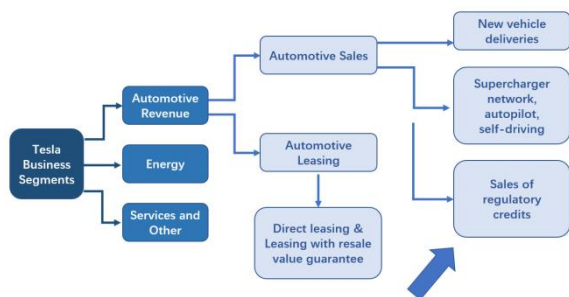 Tesla
Business
Segments
Automotive
Revenue
Energy
Services and
Other
Automotive Sales
Automotive
Leasing
Direct leasing &
Leasing with resale
value guarantee
New vehicle
deliveries
Supercharger
network,
autopilot,
self-driving
Sales of
regulatory
credits